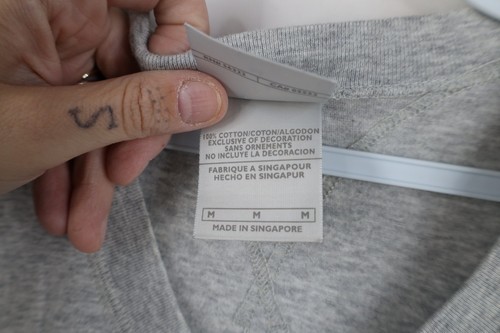 100% COTTON/COTON/ALGODON
EXCLUSIVE OF DECORATION
SANS ORNEMENTS
NO INCLUYE LA DECORACION
FABRIQUE A SINGAPOUR
HECHO EN SINGAPUR
M M M
MADE IN SINGAPORE